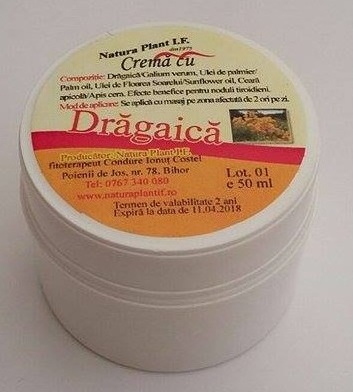 Natura Plant I.F.
din1975
Crema cu
Compozitie: Drăgaică/Galium verum, Ulei de palmier/
Palm oil, Ulei de Floarea Soarelui/Sunflower oil, Ceară
apicolă/Apis cera. Efecte benefice pentru noduli tiroidieni.
Mod de aplicare: Se aplică cu masaj pe zona afectată de 2 ori pe zi.
Drăgaică
Producător: Natura Plant I.F.
fitoterapeut Condure Ionuț Costel
Poienii de Jos, nr. 78, Bihor
Tel: 0767 340 080
www.naturaplantif.ro
Lot. 01
e 50 ml
Termen de valabilitate 2 ani
Expiră la data de 11.04.2018